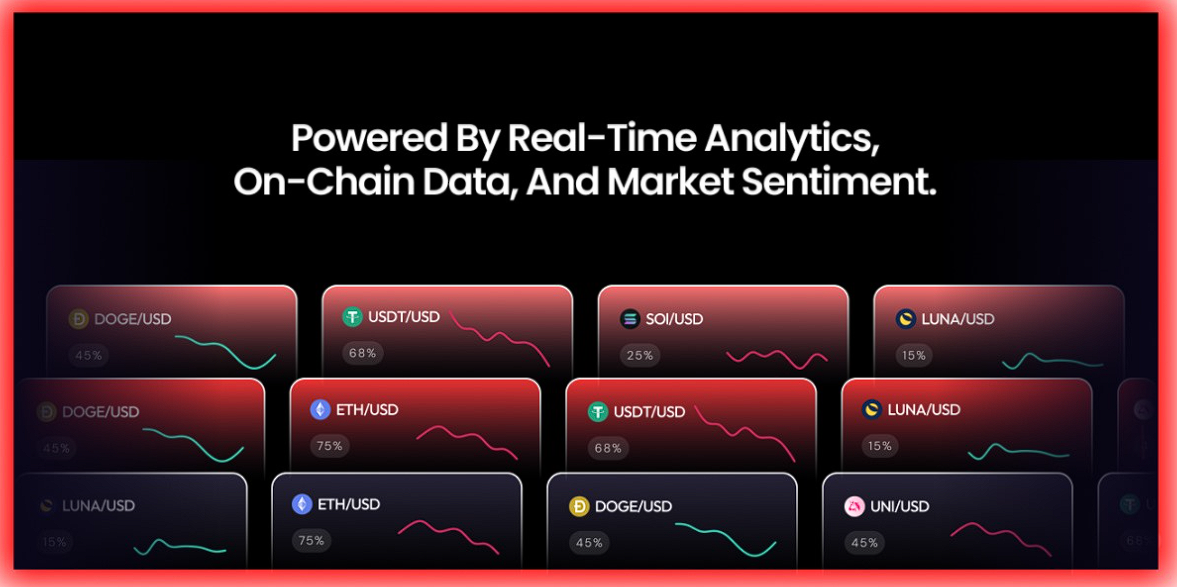 Powered By Real-Time Analytics,
On-Chain Data, And Market Sentiment.
DOGE/USD
45%
USDT/USD
68%
SOI/USD
25%
LUNA/USD
15%
DOGE/USD
45%
ETH/USD
75%
USDT/USD
68%
LUNA/USD
15%
LUNA/USD
15%
ETH/USD
75%
DOGE/USD
45%
UNI/USD
45%